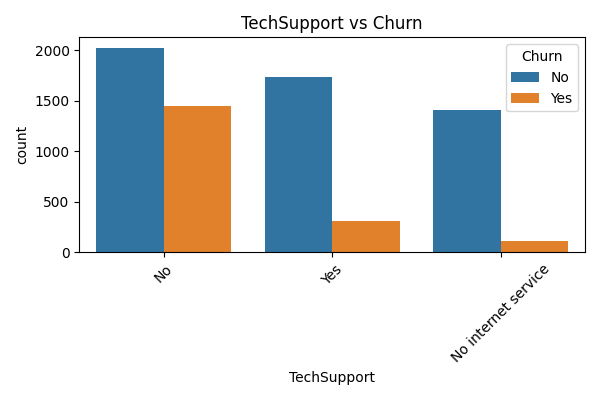 TechSupport vs Churn
Churn
No
Yes
count
2000
1500
1000
500
0
No
Yes
No internet service
TechSupport